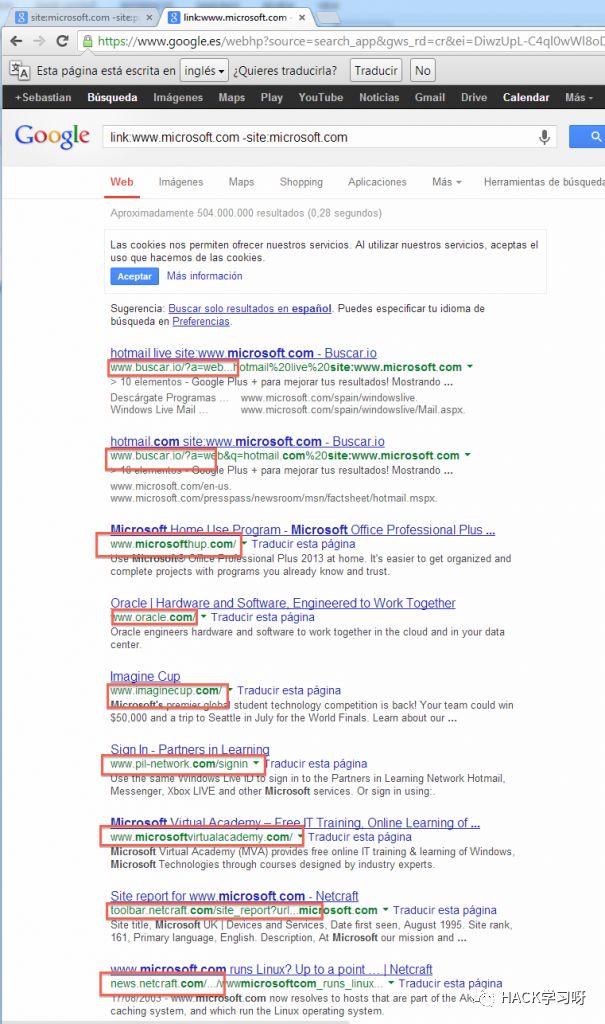 site:microsoft.com -site:p
link:www.microsoft.com -
https://www.google.es/webhp?source=search_app&gws_rd=cr&ei=DiwzUpL-C4ql0wWl8oD
Esta página está escrita en inglés ¿Quieres traducirla? Traducir No
+Sebastian Búsqueda Imágenes Maps Play YouTube Noticias Gmail Drive Calendar Más
Google link:www.microsoft.com -site:microsoft.com
Web Imágenes Maps Shopping Aplicaciones Más Herramientas de búsqueda
Aproximadamente 504.000.000 resultados (0,28 segundos)
Las cookies nos permiten ofrecer nuestros servicios. Al utilizar nuestros servicios, aceptas el
uso que hacemos de las cookies.
Aceptar Más información
Sugerencia: Buscar solo resultados en español. Puedes especificar tu idioma de
búsqueda en Preferencias.
hotmail live site:www.microsoft.com - Buscar.io
www.buscar.io/?a=web...hotmail%20live%20site:www.microsoft.com
> 10 elementos - Google Plus + para mejorar tus resultados! Mostrando ...
Descárgate Programas ... www.microsoft.com/spain/windowslive.
Windows Live Mail ... www.microsoft.com/spain/windowslive/Mail.aspx.
hotmail.com site:www.microsoft.com - Buscar.io
www.buscar.io/?a=web&q=hotmail.com%20site:www.microsoft.com
> 10 elementos - Google Plus + para mejorar tus resultados! Mostrando ...
www.microsoft.com/en-us.
www.microsoft.com/presspass/newsroom/msn/factsheet/hotmail.mspx.
Microsoft Home Use Program - Microsoft Office Professional Plus ...
www.microsofthup.com/ Traducir esta página
Use Microsoft® Office Professional Plus 2013 at home. It's easier to get organized and
complete projects with programs you already know and trust.
Oracle | Hardware and Software, Engineered to Work Together
www.oracle.com/ Traducir esta página
Oracle engineers hardware and software to work together in the cloud and in your data
center.
Imagine Cup
www.imaginecup.com/ Traducir esta página
Microsoft's premier global student technology competition is back! Your team could win
$50,000 and a trip to Seattle in July for the World Finals. Learn about our ...
Sign In - Partners in Learning
www.pil-network.com/signin Traducir esta página
Use the same Windows Live ID to sign in to the Partners in Learning Network Hotmail,
Messenger, Xbox LIVE and other Microsoft services. Or sign in using:.
Microsoft Virtual Academy – Free IT Training, Online Learning of ...
www.microsoftvirtualacademy.com/ Traducir esta página
Microsoft Virtual Academy (MVA) provides free online IT training & learning of Windows,
Microsoft Technologies through courses designed by industry experts.
Site report for www.microsoft.com - Netcraft
toolbar.netcraft.com/site_report?url...microsoft.com Traducir esta página
Site title, Microsoft UK | Devices and Services, Date first seen, August 1995. Site rank,
161, Primary language, English. Description, At Microsoft our mission and ...
www.microsoft.com runs Linux? Up to a point ... | Netcraft
news.netcraft.com/.../wwwmicrosoftcom_runs_linux... Traducir esta página
17/08/2003 - www.microsoft.com now resolves to hosts that are part of the
caching system, and which run the Linux operating system.
HACK学习呀